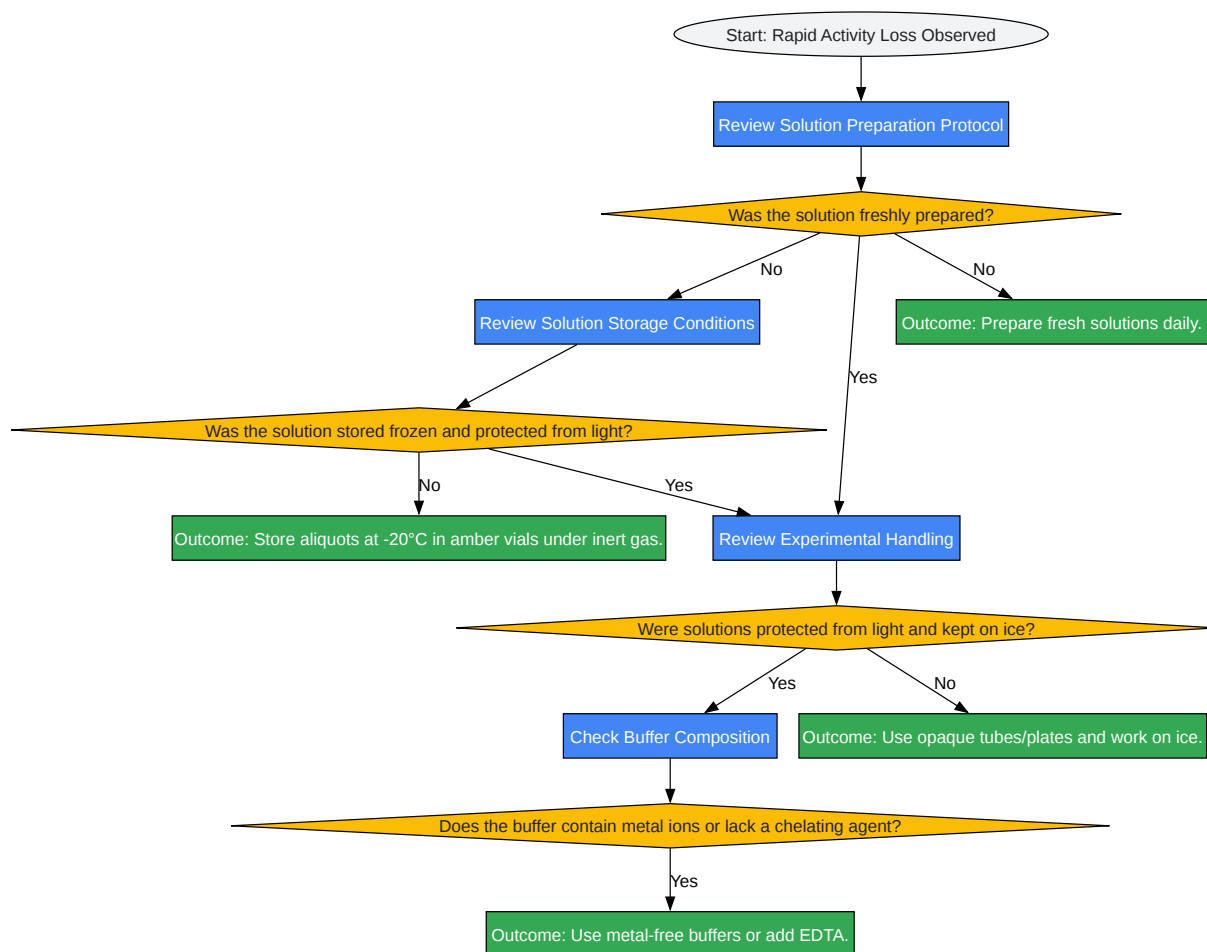 Start: Rapid Activity Loss Observed
Review Solution Preparation Protocol
Was the solution freshly prepared?
No
No
Review Solution Storage Conditions
Outcome: Prepare fresh solutions daily.
Yes
Was the solution stored frozen and protected from light?
No
Yes
Outcome: Store aliquots at -20°C in amber vials under inert gas.
Review Experimental Handling
Were solutions protected from light and kept on ice?
Yes
No
Check Buffer Composition
Outcome: Use opaque tubes/plates and work on ice.
Does the buffer contain metal ions or lack a chelating agent?
Yes
Outcome: Use metal-free buffers or add EDTA.